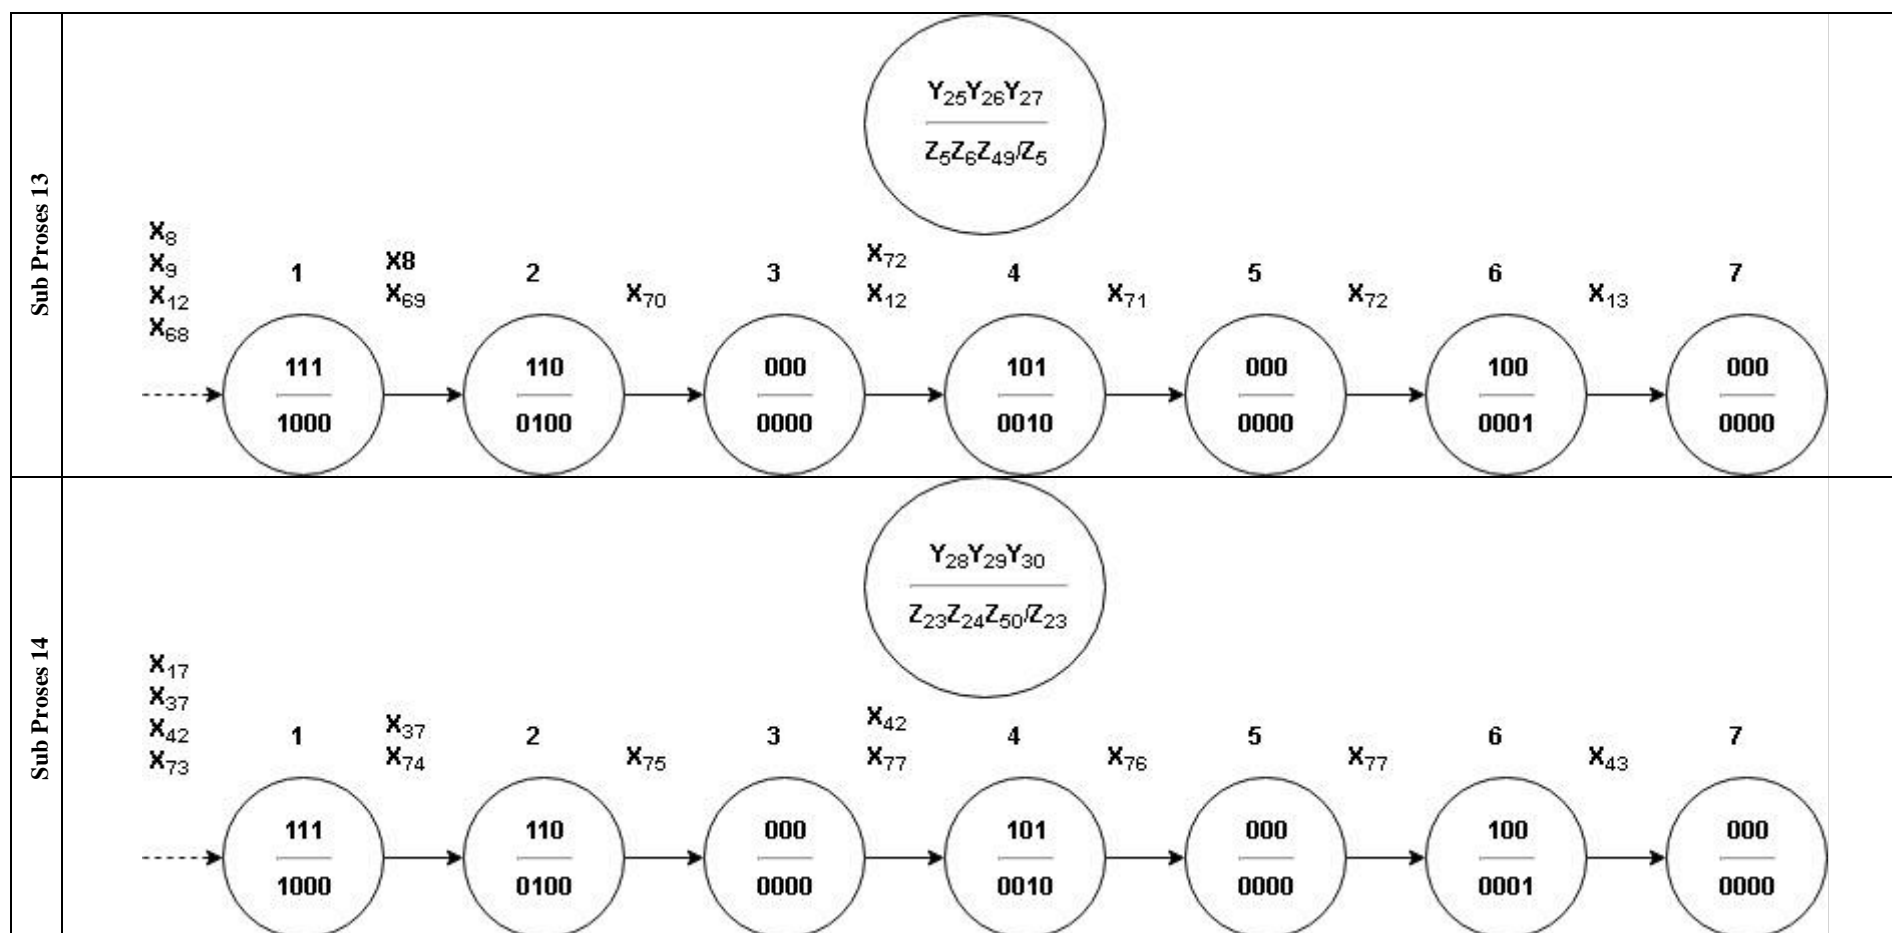 Sub Proses 13
Y₂₅Y₂₆Y₂₇
Z₅Z₆Z₄₉/Z₅
X₈
X₉
X₁₂
X₆₈
1
X8
X₆₉
2
X₇₀
3
X₇₂
X₁₂
4
X₇₁
5
X₇₂
6
X₁₃
7
111
1000
110
0100
000
0000
101
0010
000
0000
100
0001
000
0000
Sub Proses 14
Y₂₈Y₂₉Y₃₀
Z₂₃Z₂₄Z₅₀/Z₂₃
X₁₇
X₃₇
X₄₂
X₇₃
1
X₃₇
X₇₄
2
X₇₅
3
X₄₂
X₇₇
4
X₇₆
5
X₇₇
6
X₄₃
7
111
1000
110
0100
000
0000
101
0010
000
0000
100
0001
000
0000